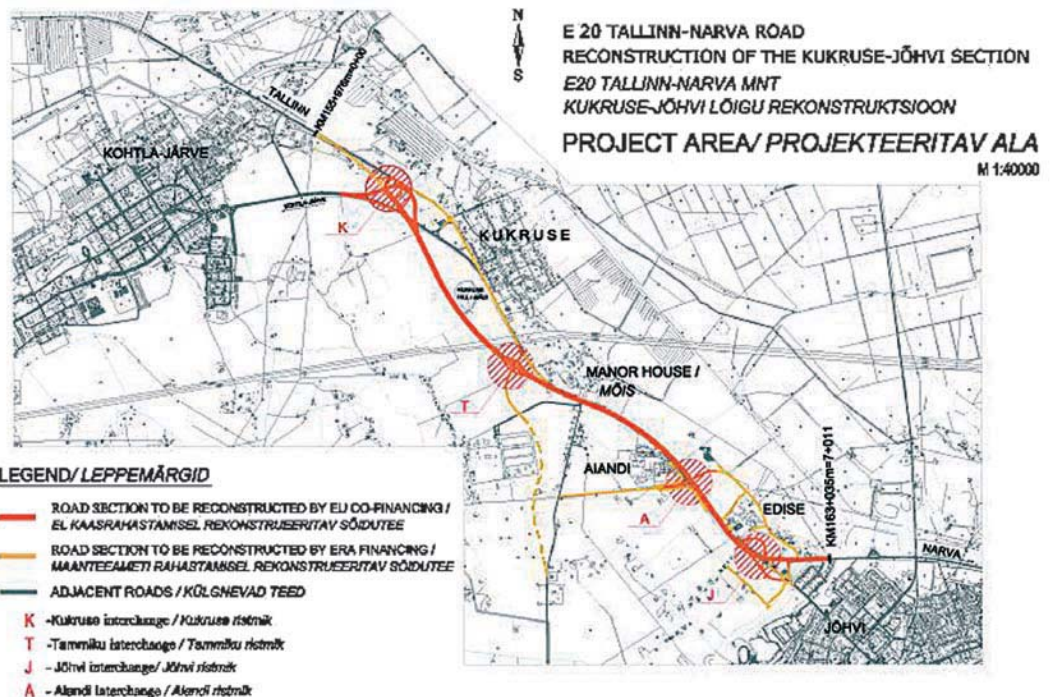 N
S
E 20 TALLINN-NARVA ROAD
RECONSTRUCTION OF THE KUKRUSE-JÕHVI SECTION
E20 TALLINN-NARVA MNT
KUKRUSE-JÕHVI LÕIGU REKONSTRUKTSIOON
PROJECT AREA/ PROJEKTEERITAV ALA
M 1:40000
TALLINN
KOHTLA-JÄRVE
K
KUKRUSE
MANOR HOUSE /
MÕIS
T
AIANDI
A
EDISE
KM163+035m=7+011
NARVA
J
JÕHVI
LEGEND/ LEPPEMÄRGID
ROAD SECTION TO BE RECONSTRUCTED BY EU CO-FINANCING /
EL KAASRAHASTAMISEL REKONSTRUEERITAV SÕIDUTEE
ROAD SECTION TO BE RECONSTRUCTED BY ERA FINANCING /
MAANTEEAMETI RAHASTAMISEL REKONSTRUEERITAV SÕIDUTEE
ADJACENT ROADS / KÜLGNEVAD TEED
K -Kukruse interchange / Kukruse ristmik
T -Tammiku interchange / Tammiku ristmik
J - Jõhvi interchange/ Jõhvi ristmik
A - Aiandi interchange / Aiandi ristmik